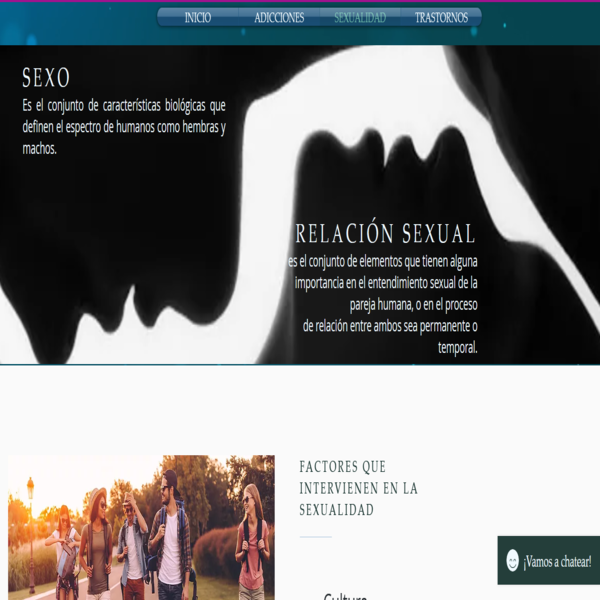 INICIO ADICCIONES SEXUALIDAD TRASTORNOS
SEXO
Es el conjunto de características biológicas que
definen el espectro de humanos como hembras y
machos.
RELACIÓN SEXUAL
es el conjunto de elementos que tienen alguna
importancia en el entendimiento sexual de la
pareja humana, o en el proceso
de relación entre ambos sea permanente o
temporal.
FACTORES QUE
INTERVIENEN EN LA
SEXUALIDAD
Cultura
¡Vamos a chatear!